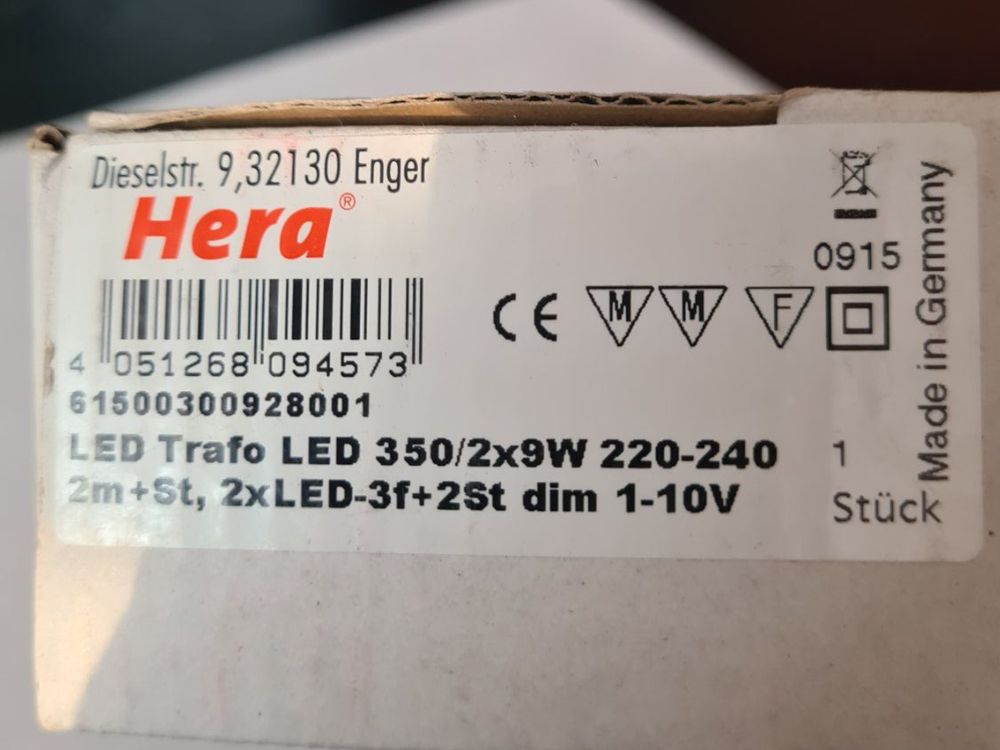 Dieselstr. 9,32130 Enger
Hera®
4 051268 094573
61500300928001
LED Trafo LED 350/2x9W 220-240
2m+St, 2xLED-3f+2St dim 1-10V
CE M M F
0915
1
Stück
Made in Germany